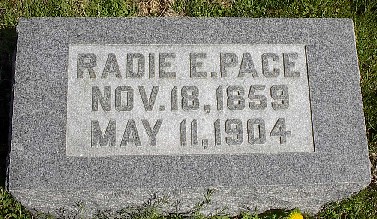 RADIE E. PACE
NOV. 18, 1859
MAY 11, 1904